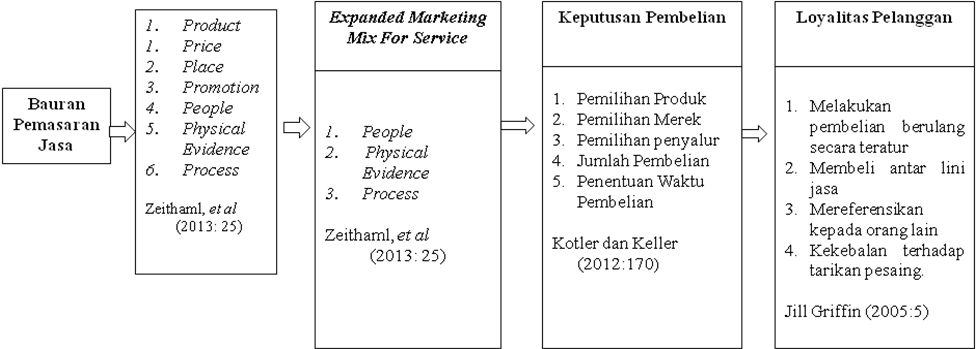 Bauran
Pemasaran
Jasa
1. Product
1. Price
2. Place
3. Promotion
4. People
5. Physical
Evidence
6. Process
Zeithaml, et al
(2013: 25)
Expanded Marketing
Mix For Service
1. People
2. Physical
Evidence
3. Process
Zeithaml, et al
(2013: 25)
Keputusan Pembelian
1. Pemilihan Produk
2. Pemilihan Merek
3. Pemilihan penyalur
4. Jumlah Pembelian
5. Penentuan Waktu
Pembelian
Kotler dan Keller
(2012:170)
Loyalitas Pelanggan
1. Melakukan
pembelian berulang
secara teratur
2. Membeli antar lini
jasa
3. Mereferensikan
kepada orang lain
4. Kekebalan terhadap
tarikan pesaing.
Jill Griffin (2005:5)